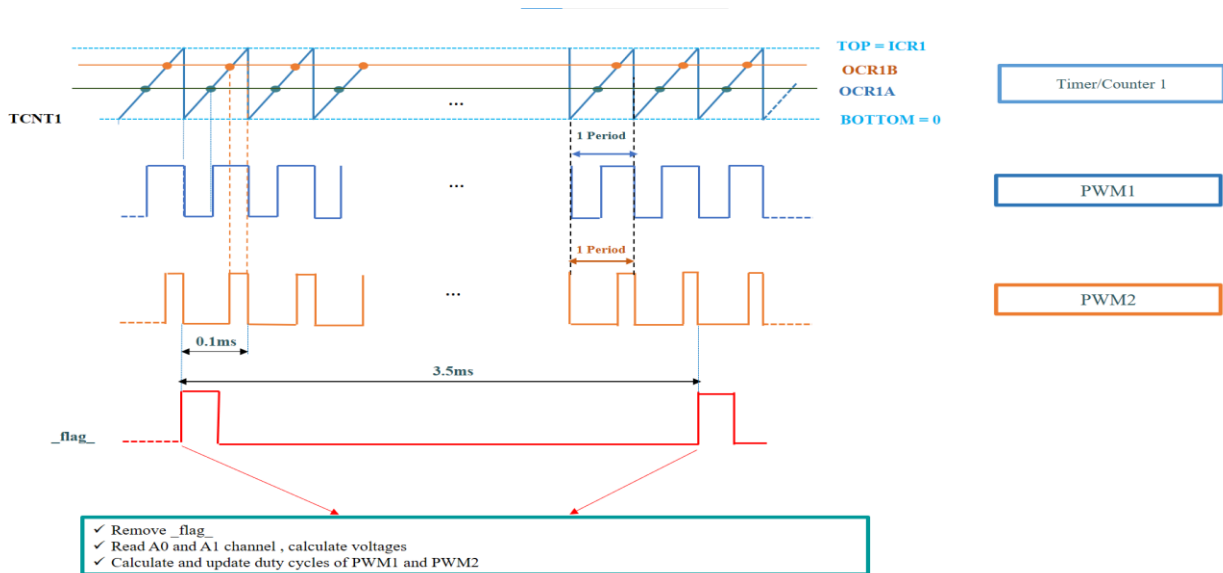 TOP = ICR1
OCR1B
OCR1A
BOTTOM = 0
TCNT1
...
Timer/Counter 1
1 Period
...
PWM1
1 Period
...
PWM2
0.1ms
3.5ms
_flag_
✓ Remove _flag_
✓ Read A0 and A1 channel , calculate voltages
✓ Calculate and update duty cycles of PWM1 and PWM2